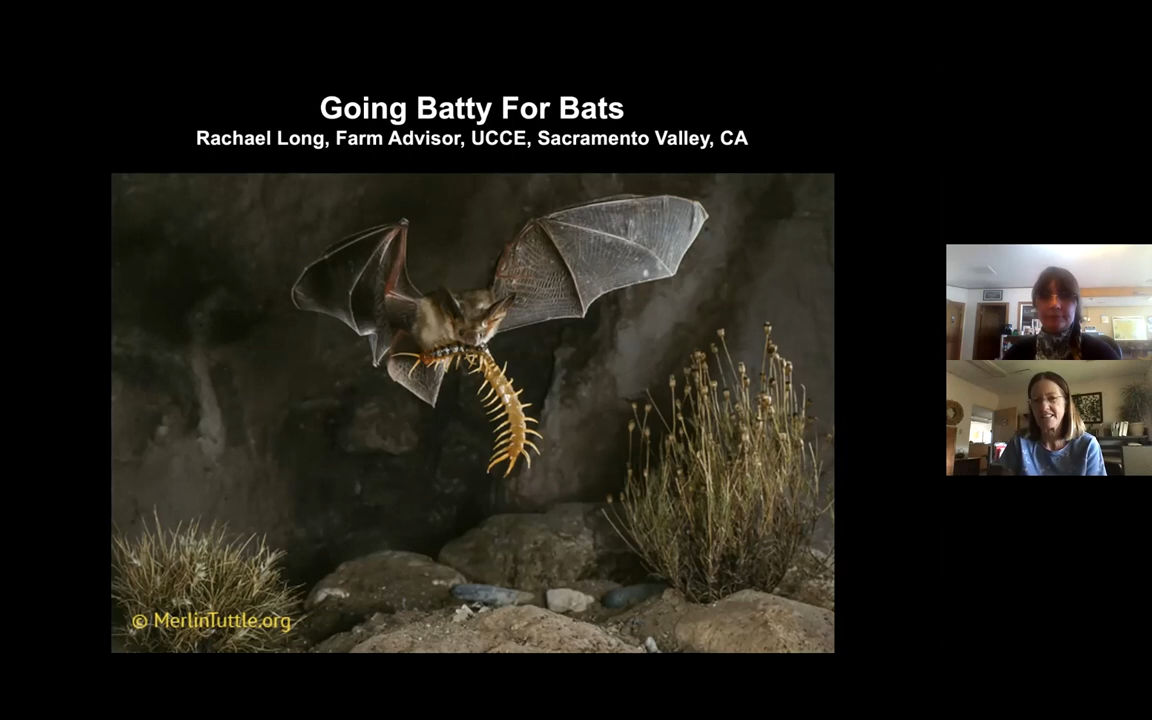 Going Batty For Bats
Rachael Long, Farm Advisor, UCCE, Sacramento Valley, CA
© MerlinTuttle.org